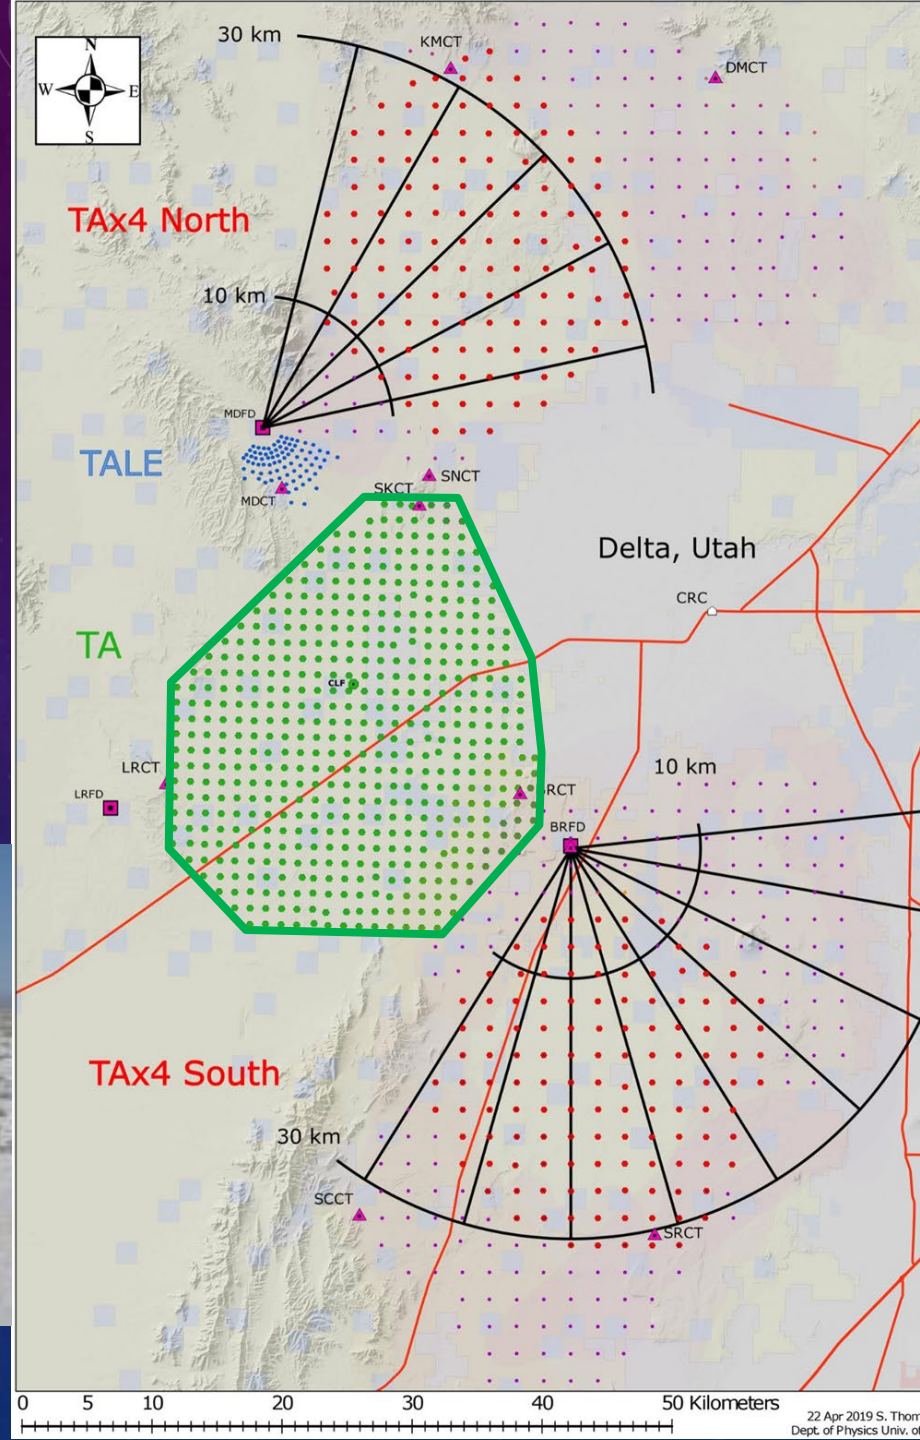 30 km
KMCT
N
W E
S
DMCT
TAx4 North
10 km
MDFD
TALE
SNCT
SKCT
MDCT
Delta, Utah
CRC
TA
CLF
LRCT
10 km
RCT
LRFD
BRFD
TAx4 South
30 km
SCCT
SRCT
0 5 10 20 30 40 50 Kilometers
22 Apr 2019 S. Thom
Dept. of Physics Univ. of